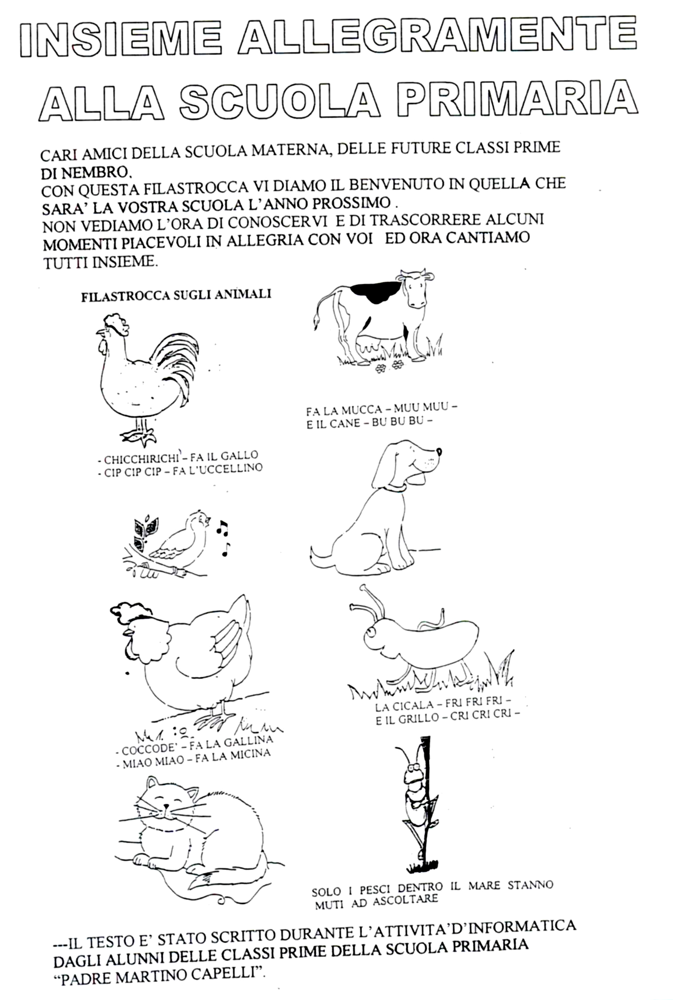 INSIEME ALLEGRAMENTE
ALLA SCUOLA PRIMARIA
CARI AMICI DELLA SCUOLA MATERNA, DELLE FUTURE CLASSI PRIME
DI NEMBRO.
CON QUESTA FILASTROCCA VI DIAMO IL BENVENUTO IN QUELLA CHE
SARA' LA VOSTRA SCUOLA L'ANNO PROSSIMO .
NON VEDIAMO L'ORA DI CONOSCERVI E DI TRASCORRERE ALCUNI
MOMENTI PIACEVOLI IN ALLEGRIA CON VOI ED ORA CANTIAMO
TUTTI INSIEME.
FILASTROCCA SUGLI ANIMALI
- CHICCHIRICHI' – FA IL GALLO
- CIP CIP CIP – FA L'UCCELLINO
- COCCODE' – FA LA GALLINA
- MIAO MIAO – FA LA MICINA
FA LA MUCCA – MUU MUU –
E IL CANE – BU BU BU –
LA CICALA – FRI FRI FRI –
E IL GRILLO – CRI CRI CRI –
SOLO I PESCI DENTRO IL MARE STANNO
MUTI AD ASCOLTARE
---IL TESTO E' STATO SCRITTO DURANTE L'ATTIVITA'D'INFORMATICA
DAGLI ALUNNI DELLE CLASSI PRIME DELLA SCUOLA PRIMARIA
“PADRE MARTINO CAPELLI”.